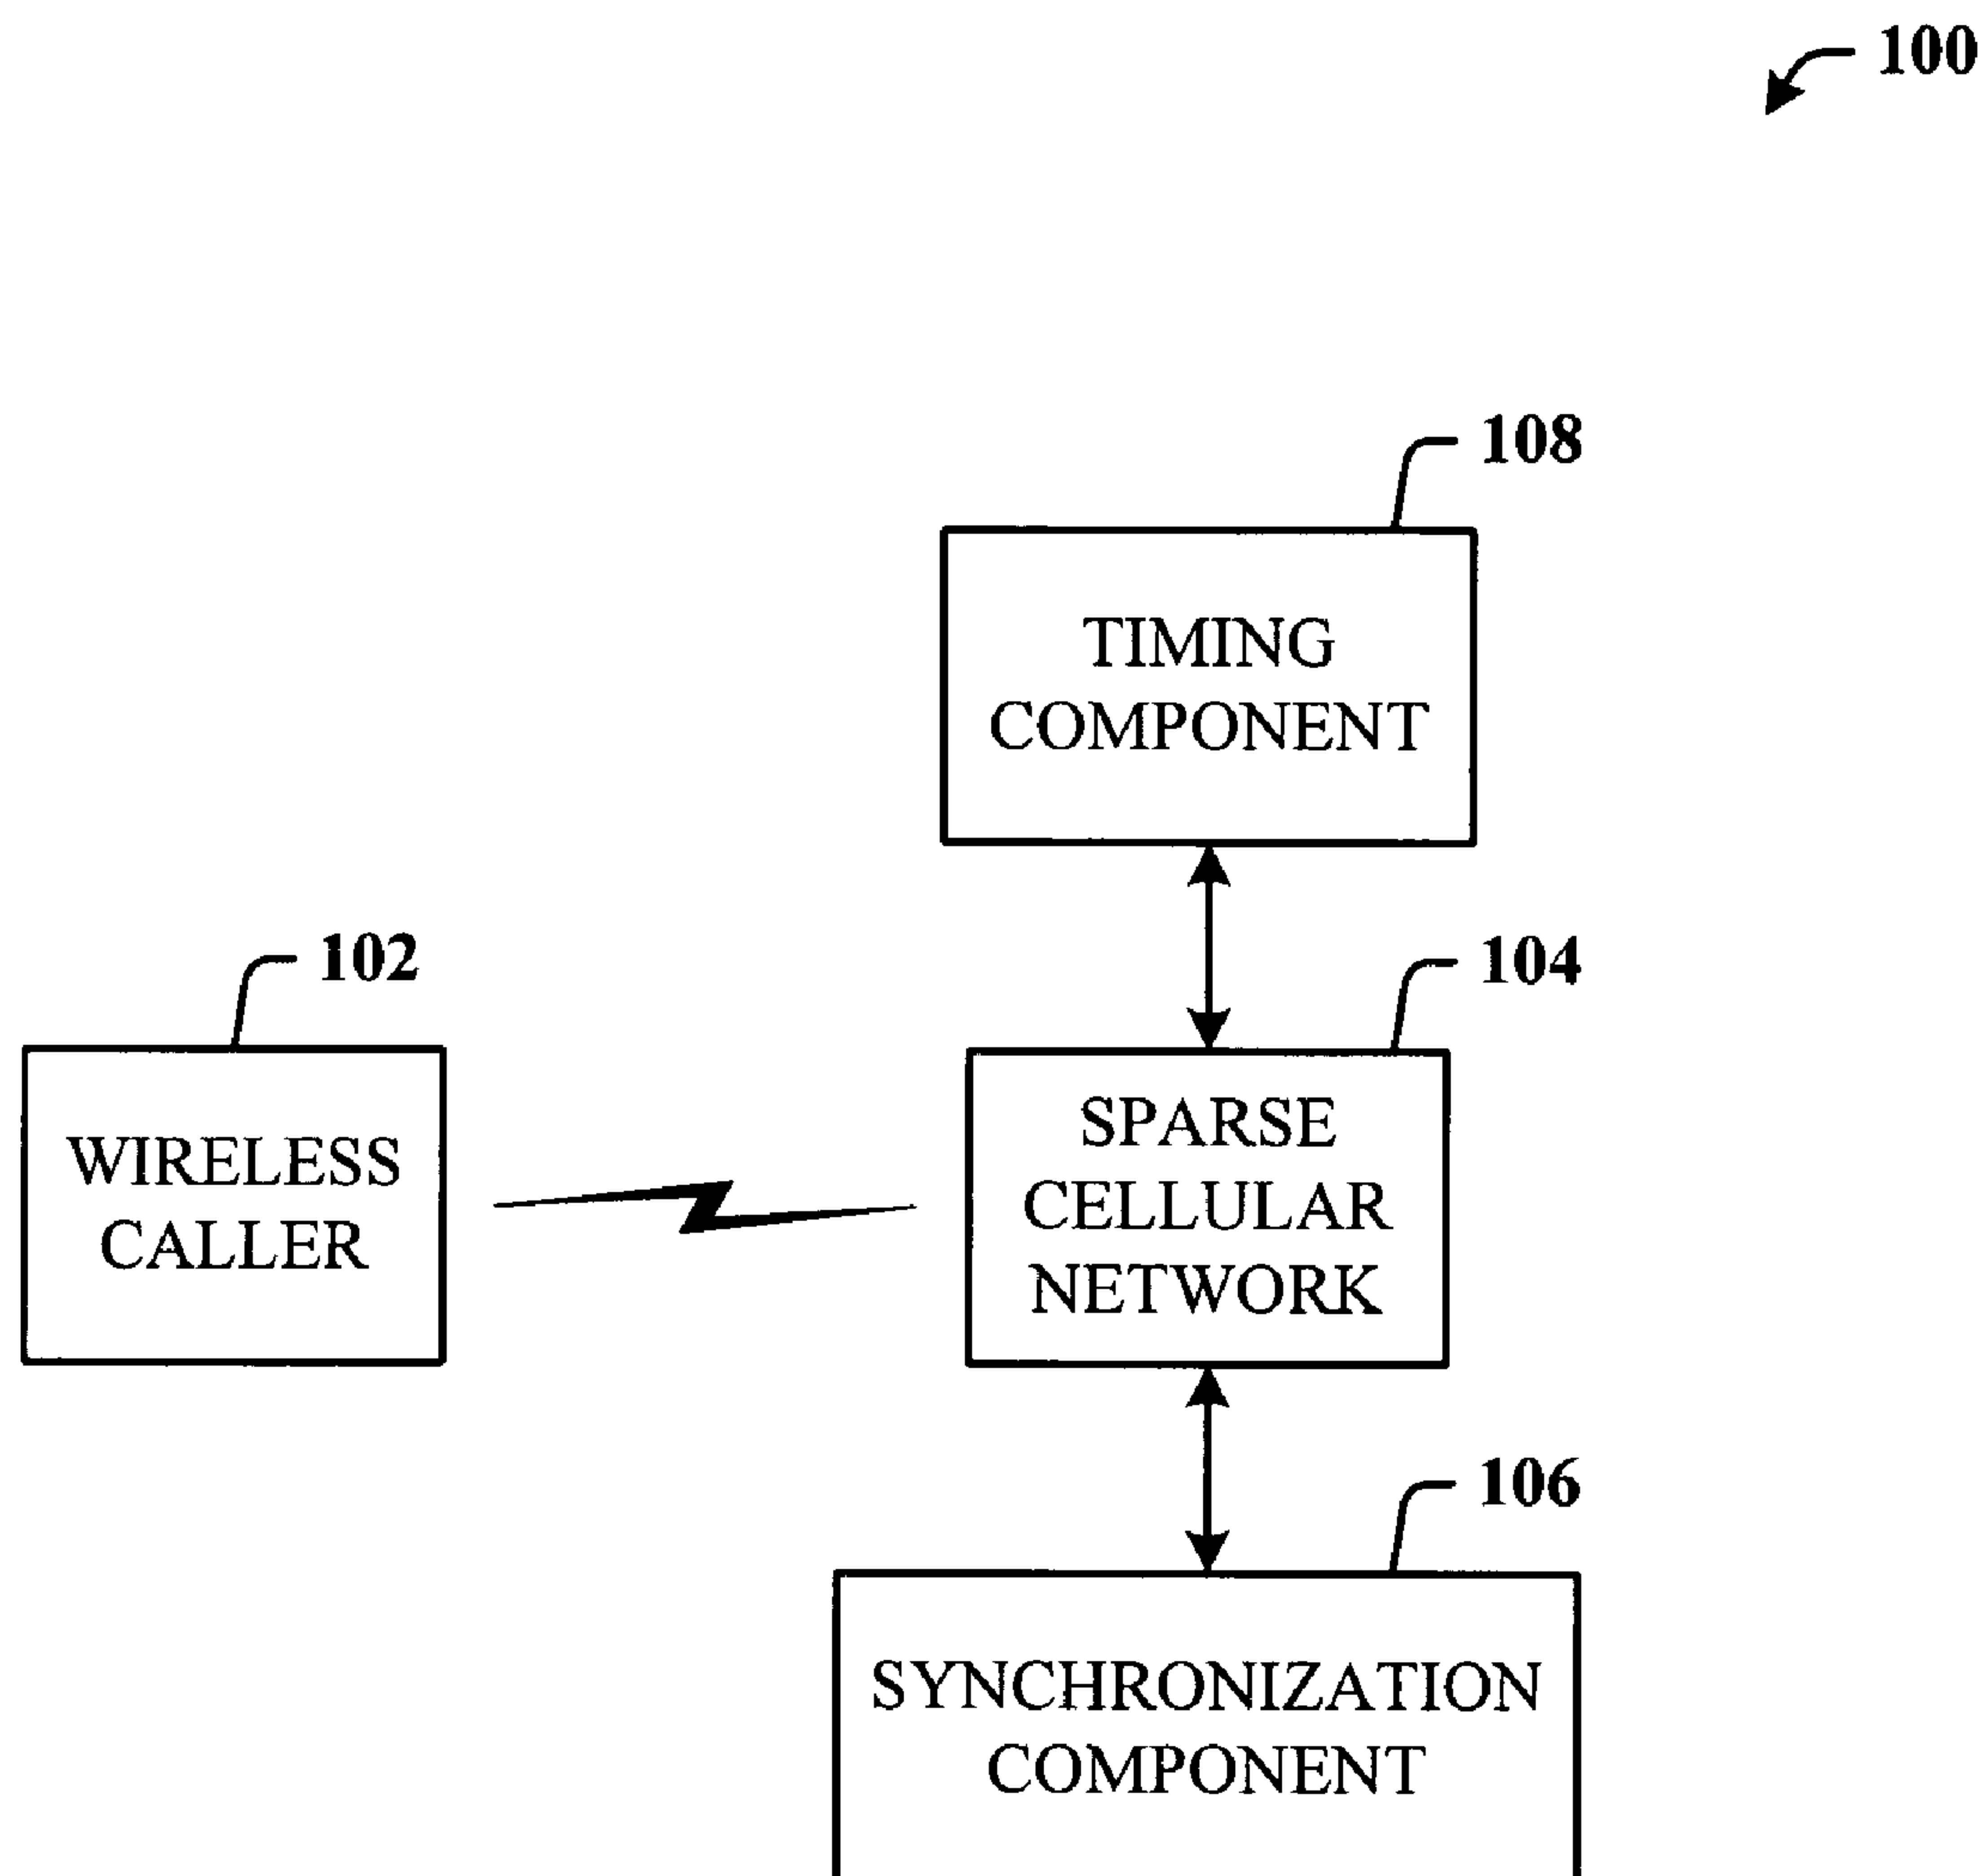 100
108
TIMING
COMPONENT
102
104
WIRELESS
CALLER
SPARSE
CELLULAR
NETWORK
106
SYNCHRONIZATION
COMPONENT